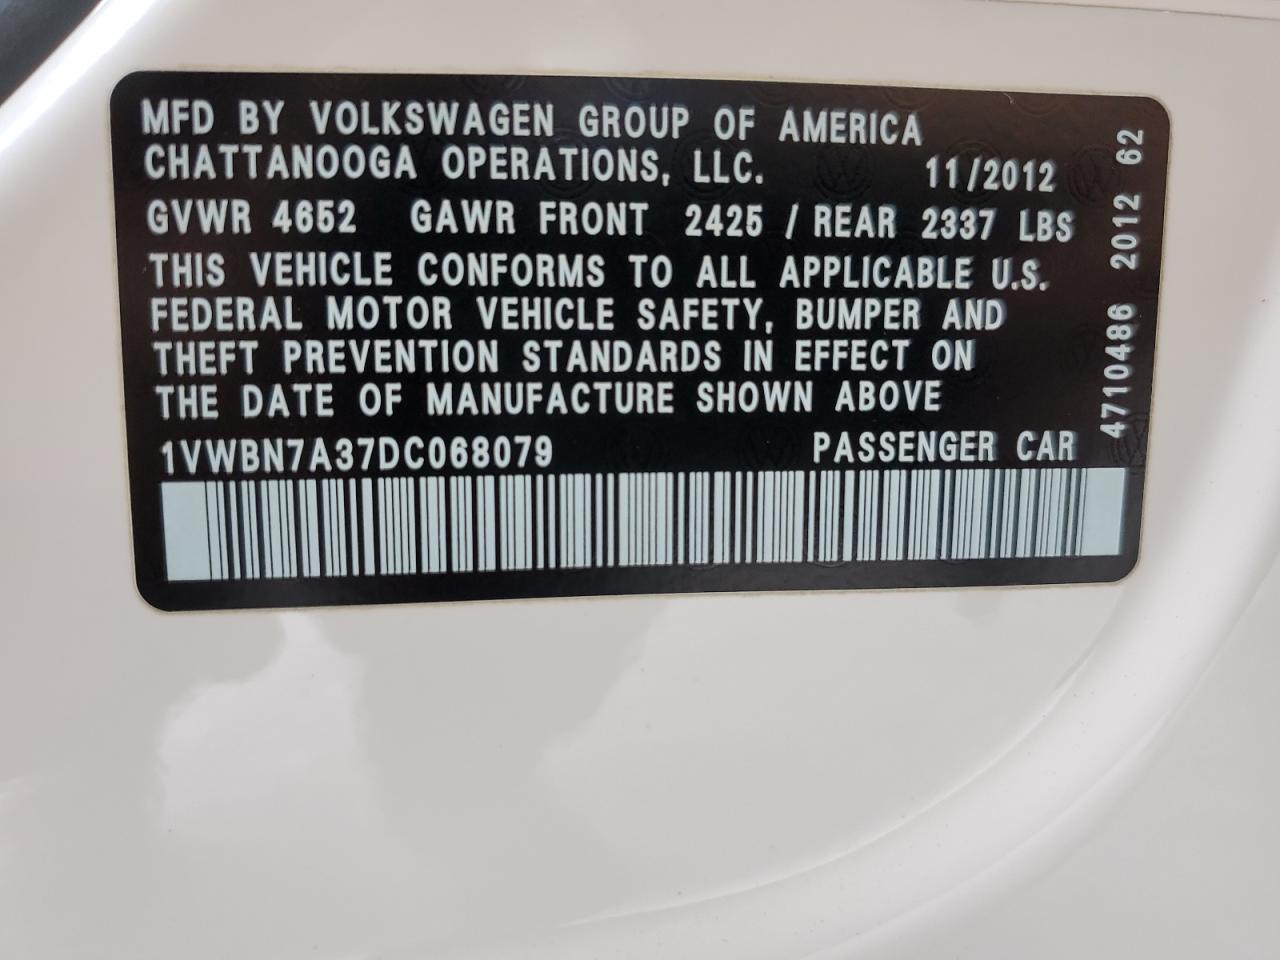 MFD BY VOLKSWAGEN GROUP OF AMERICA
CHATTANOOGA OPERATIONS, LLC. 11/2012
GVWR 4652 GAWR FRONT 2425 / REAR 2337 LBS
THIS VEHICLE CONFORMS TO ALL APPLICABLE U.S.
FEDERAL MOTOR VEHICLE SAFETY, BUMPER AND
THEFT PREVENTION STANDARDS IN EFFECT ON
THE DATE OF MANUFACTURE SHOWN ABOVE
1VWBN7A37DC068079 PASSENGER CAR
4710486 2012 62